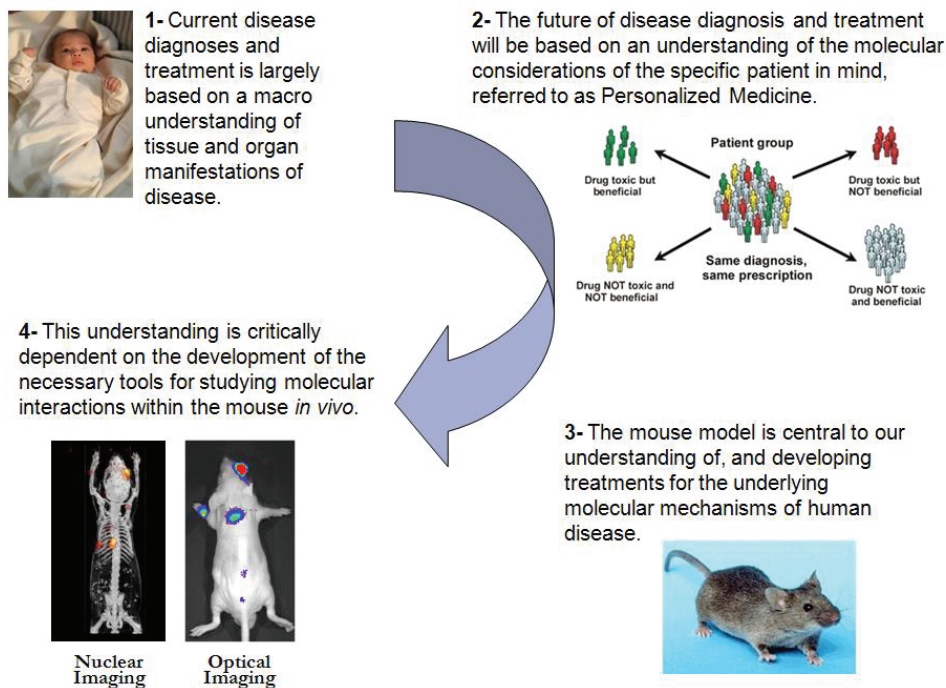 1- Current disease
diagnoses and
treatment is largely
based on a macro
understanding of
tissue and organ
manifestations of
disease.
2- The future of disease diagnosis and treatment
will be based on an understanding of the molecular
considerations of the specific patient in mind,
referred to as Personalized Medicine.
Patient group
Drug toxic but
beneficial
Drug toxic but
NOT beneficial
Same diagnosis,
same prescription
Drug NOT toxic and
NOT beneficial
Drug NOT toxic
and beneficial
3- The mouse model is central to our
understanding of, and developing
treatments for the underlying
molecular mechanisms of human
disease.
4- This understanding is critically
dependent on the development of the
necessary tools for studying molecular
interactions within the mouse in vivo.
Nuclear
Imaging
Optical
Imaging